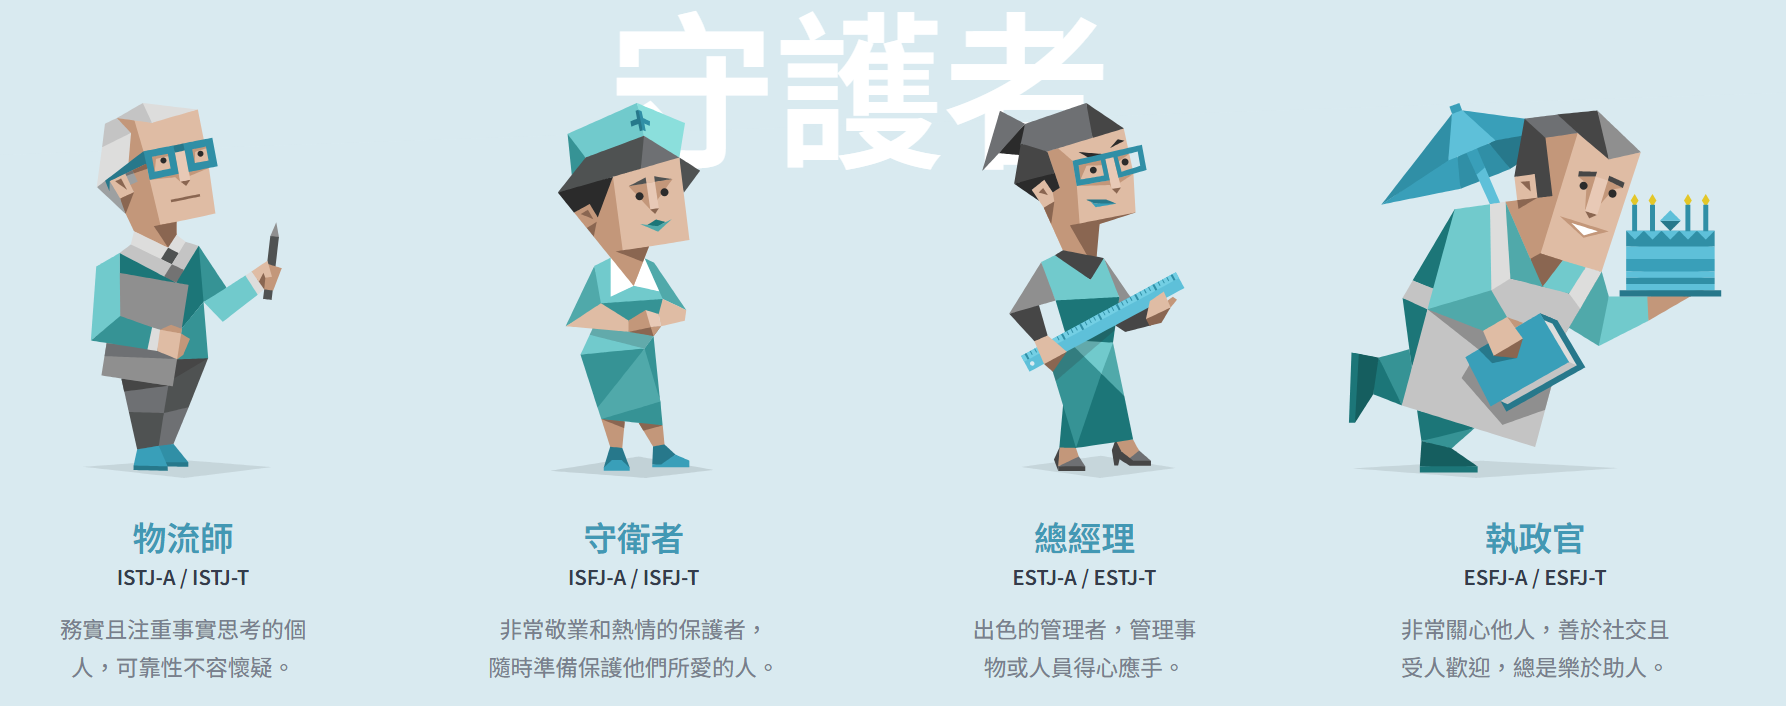 守護者
物流師
ISTJ-A / ISTJ-T
務實且注重事實思考的個
人，可靠性不容懷疑。
守衛者
ISFJ-A / ISFJ-T
非常敬業和熱情的保護者，
隨時準備保護他們所愛的人。
總經理
ESTJ-A / ESTJ-T
出色的管理者，管理事
物或人員得心應手。
執政官
ESFJ-A / ESFJ-T
非常關心他人，善於社交且
受人歡迎，總是樂於助人。